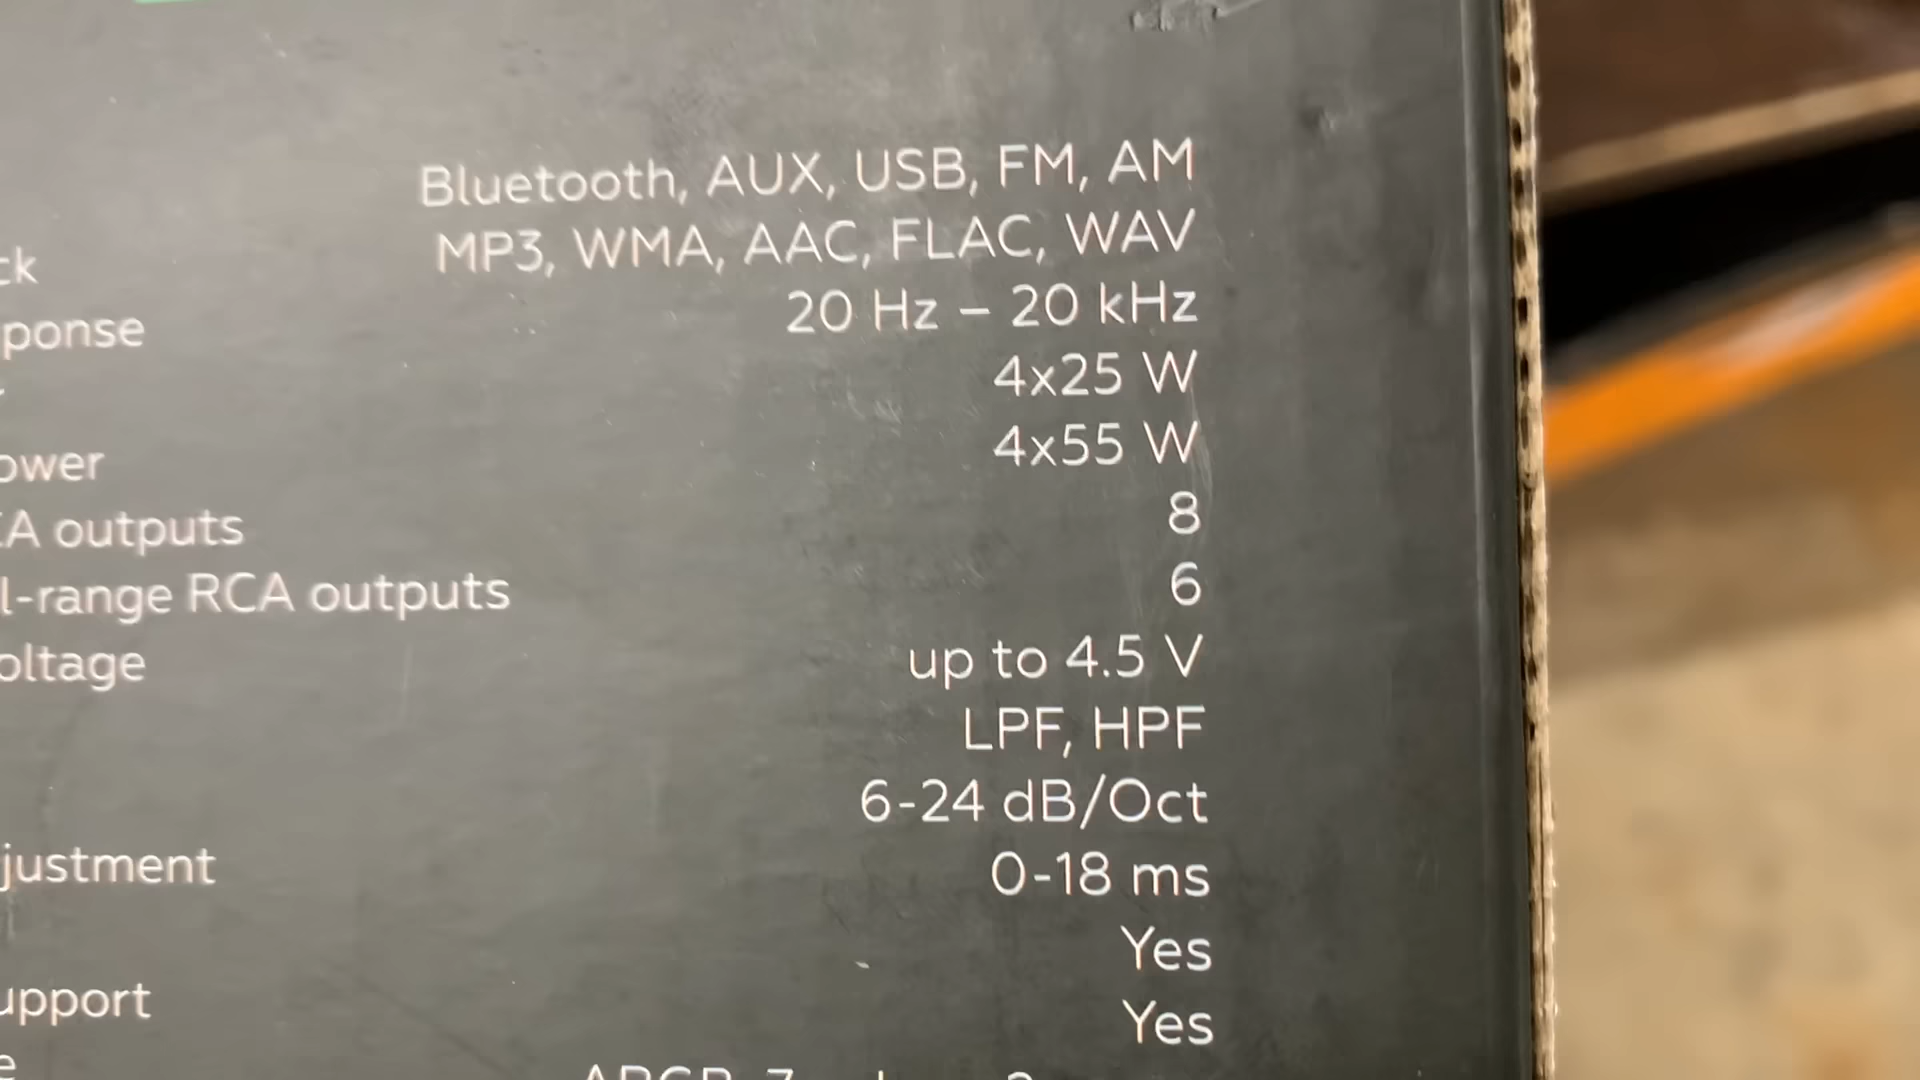 Bluetooth, AUX, USB, FM, AM
ck MP3, WMA, AAC, FLAC, WAV
ponse 20 Hz – 20 kHz
4x25 W
ower 4x55 W
CA outputs 8
l-range RCA outputs 6
oltage up to 4.5 V
LPF, HPF
6-24 dB/Oct
justment 0-18 ms
Yes
upport Yes
e